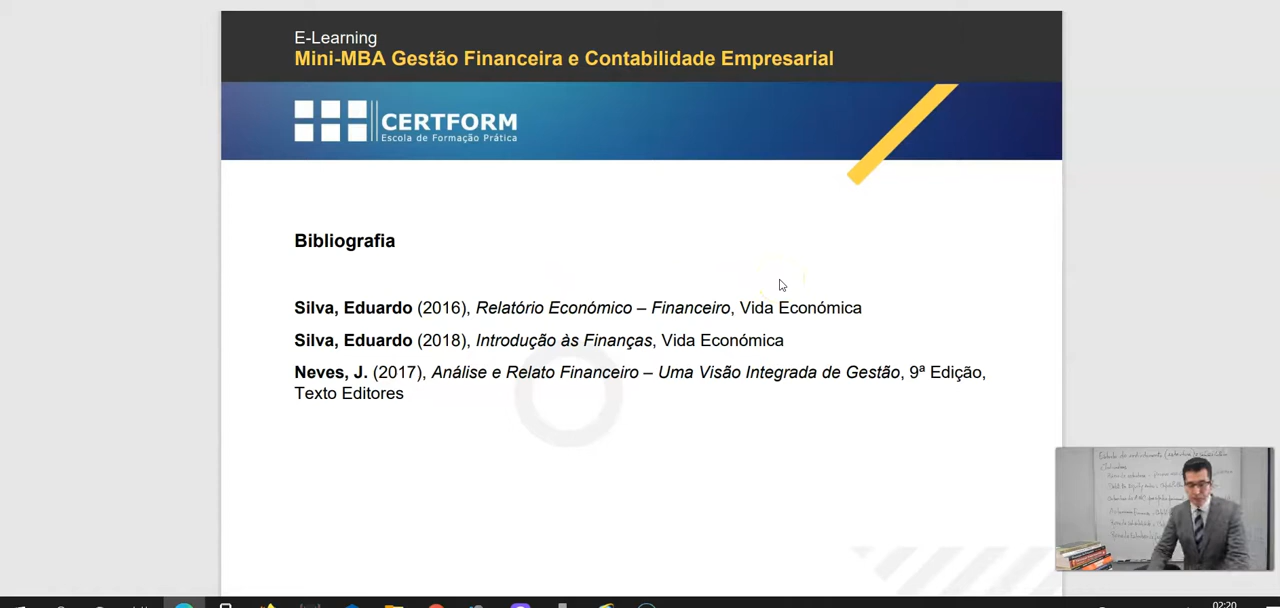 E-Learning
Mini-MBA Gestão Financeira e Contabilidade Empresarial
CERTFORM
Escola de Formação Prática
Bibliografia
Silva, Eduardo (2016), Relatório Económico – Financeiro, Vida Económica
Silva, Eduardo (2018), Introdução às Finanças, Vida Económica
Neves, J. (2017), Análise e Relato Financeiro – Uma Visão Integrada de Gestão, 9ª Edição,
Texto Editores
02:20